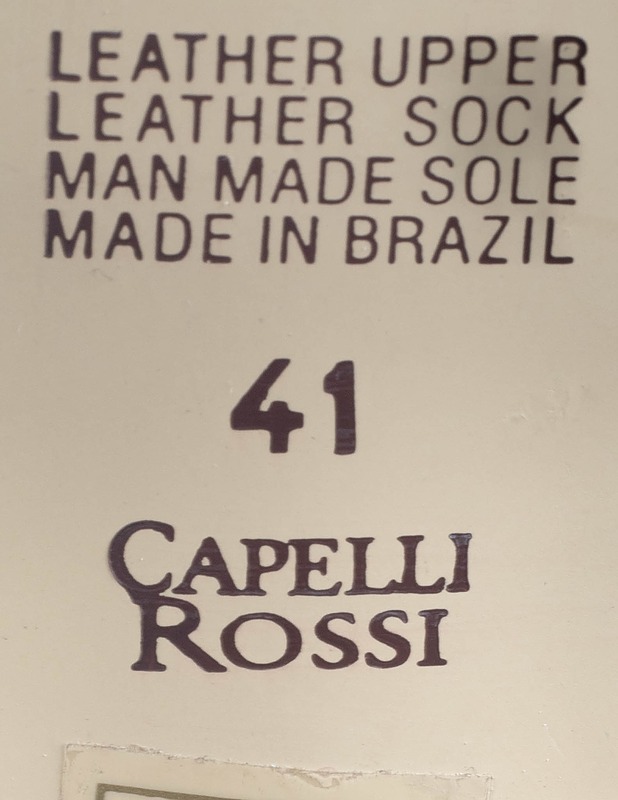 LEATHER UPPER
LEATHER SOCK
MAN MADE SOLE
MADE IN BRAZIL
41
CAPELLI
ROSSI